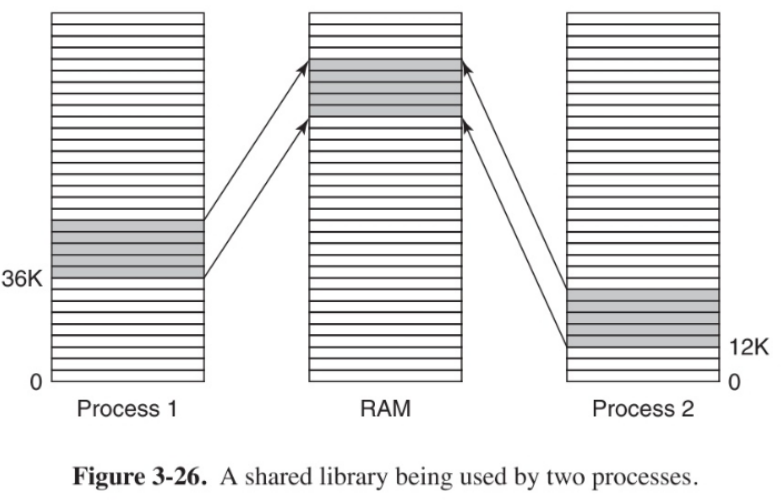 36K
0
Process 1
RAM
12K
0
Process 2
Figure 3-26. A shared library being used by two processes.